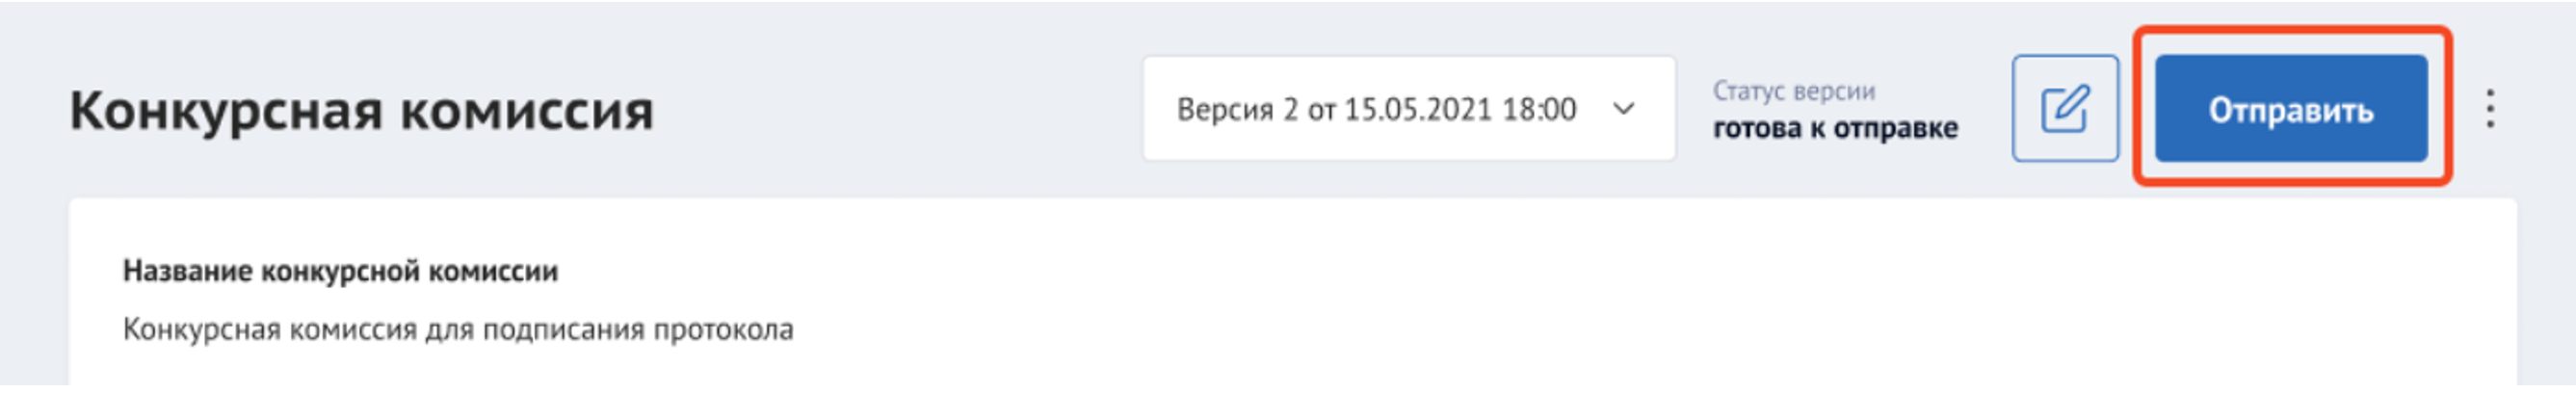 Конкурсная комиссия
Версия 2 от 15.05.2021 18:00
Статус версии
готова к отправке
Отправить
Название конкурсной комиссии
Конкурсная комиссия для подписания протокола